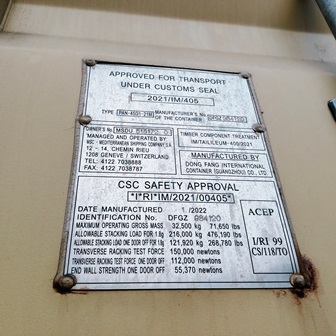 APPROVED FOR TRANSPORT
UNDER CUSTOMS SEAL
2021/IM/405
TYPE
MANUFACTURER'S No.
OF THE CONTAINER
OWNER'S No MSDU
MANAGED AND OPERATED BY
MSC - MEDITERRANEAN SHIPPING COMPANY S.A
12 - 14, CHEMIN RIEU
1208 GENEVE / SWITZERLAND
TEL: 4122 7038888
FAX: 4122 7038787
TIMBER COMPONENT TREATMENT
MANUFACTURED BY
DONG FANG INTERNATIONAL
CONTAINER (GUANGZHOU) CO., LTD
CSC SAFETY APPROVAL
*I*RI*IM/2021/00405*
DATE MANUFACTURED 1/2022
IDENTIFICATION No. DFGZ
MAXIMUM OPERATING GROSS MASS 32,500 kg 71,650 lbs
ALLOWABLE STACKING LOAD FOR 1.8g 216,000 kg 476,190 lbs
ALLOWABLE STACKING LOAD ONE DOOR OFF FOR 1.8g 121,920 kg 268,780 lbs
TRANSVERSE RACKING TEST FORCE 150,000 newtons
TRANSVERSE RACKING TEST FORCE ONE DOOR OFF 112,000 newtons
END WALL STRENGTH ONE DOOR OFF 55,370 kg
ACEP
URI 99
CS/118/TO